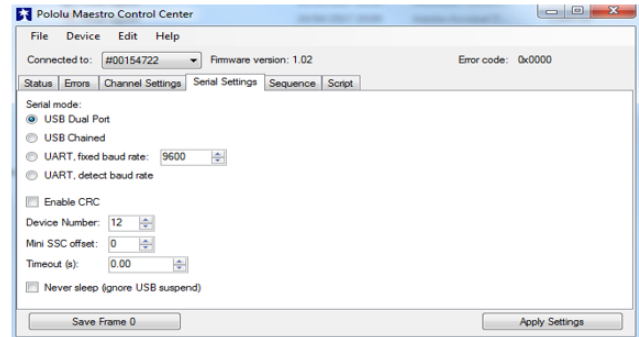 Pololu Maestro Control Center
File Device Edit Help
Connected to: #00154722 Firmware version: 1.02 Error code: 0x0000
Status Errors Channel Settings Serial Settings Sequence Script
Serial mode:
USB Dual Port
USB Chained
UART, fixed baud rate: 9600
UART, detect baud rate
Enable CRC
Device Number: 12
Mini SSC offset: 0
Timeout (s): 0.00
Never sleep (ignore USB suspend)
Save Frame 0 Apply Settings